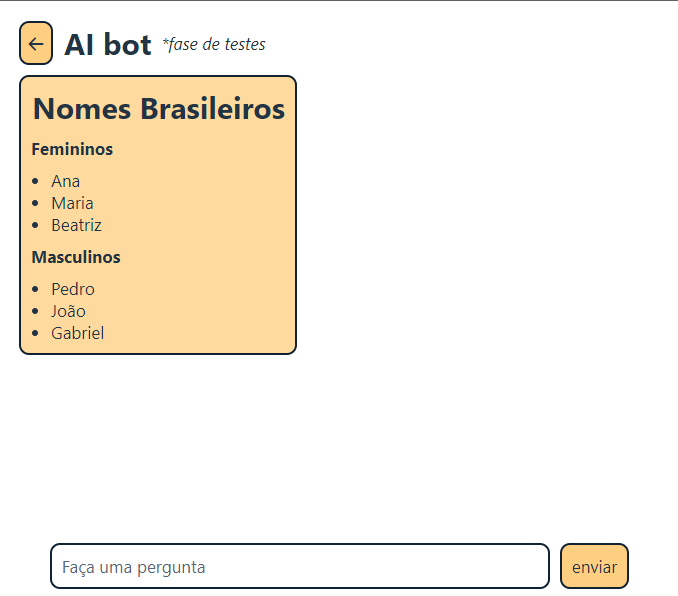 ← AI bot *fase de testes
Nomes Brasileiros
Femininos
• Ana
• Maria
• Beatriz
Masculinos
• Pedro
• João
• Gabriel
Faça uma pergunta
enviar